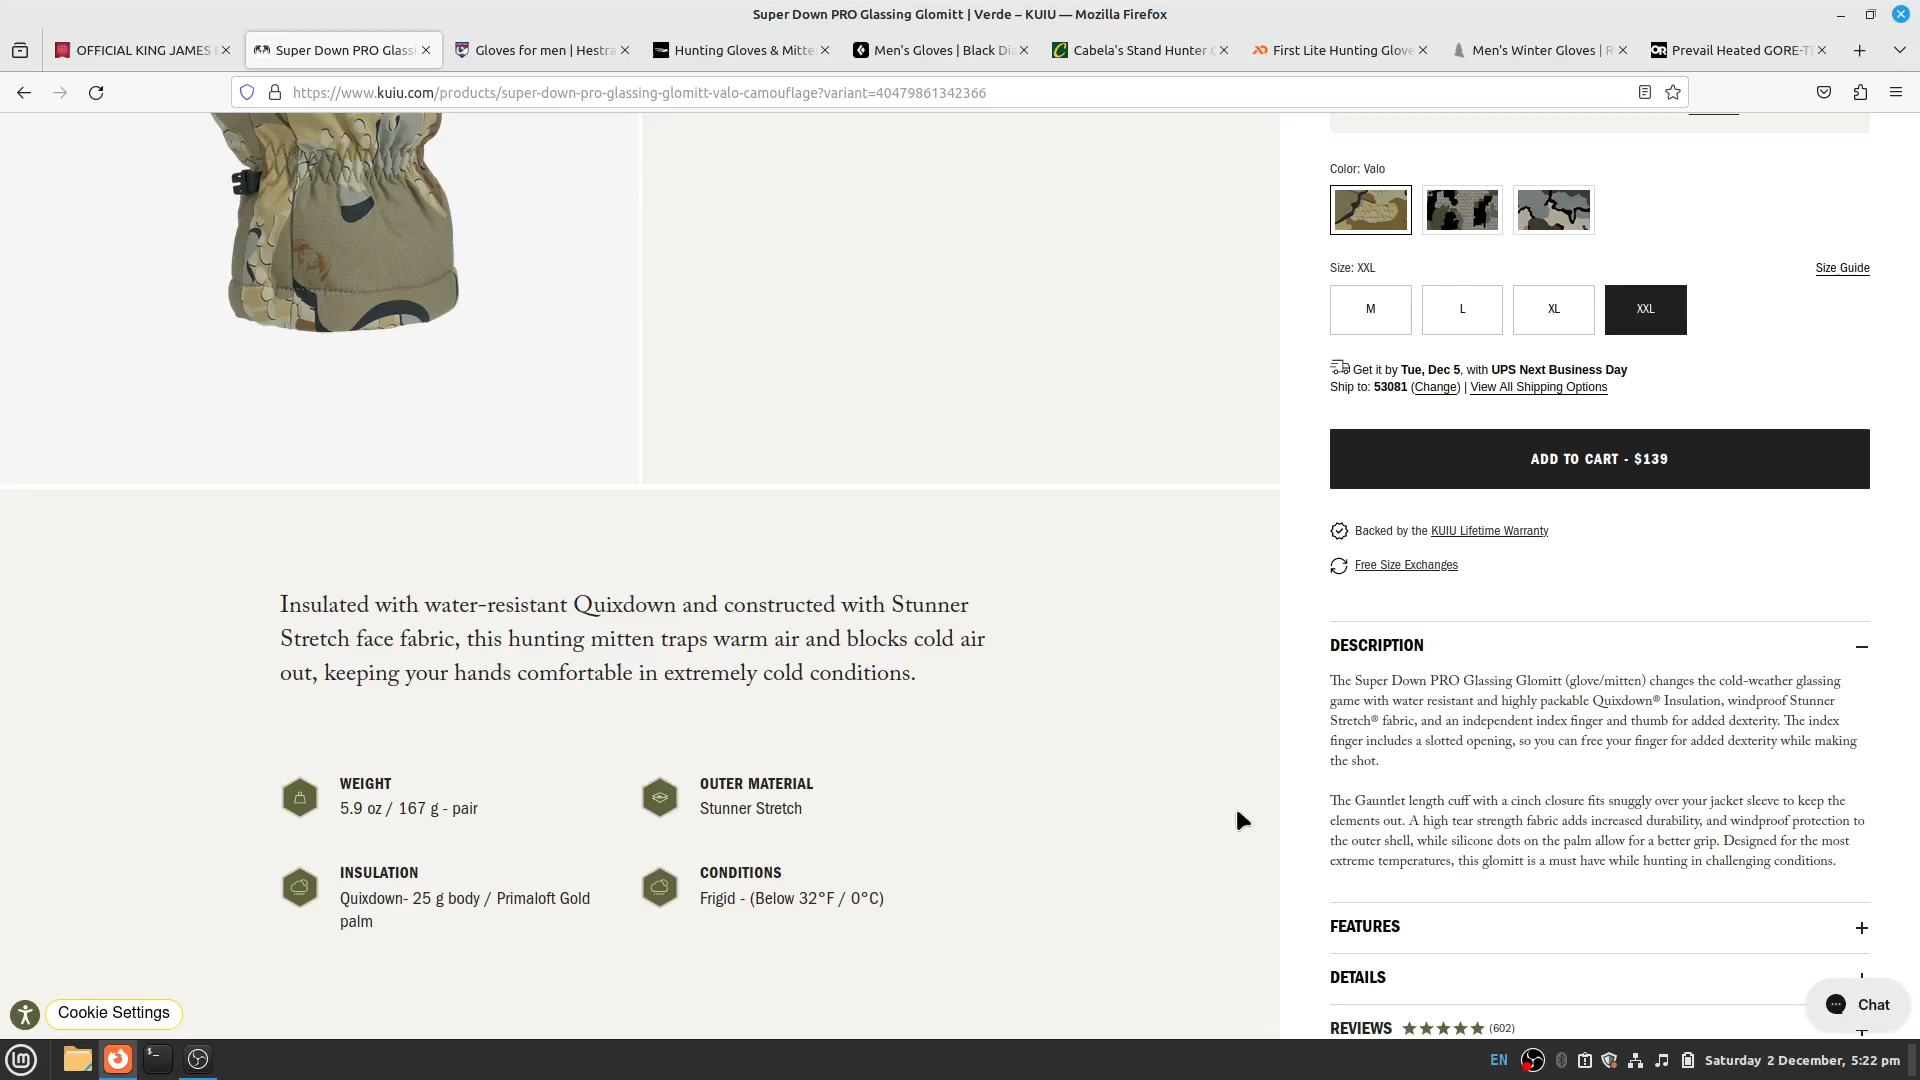 Super Down PRO Glassing Glomitt | Verde – KUIU — Mozilla Firefox
OFFICIAL KING JAMES
Super Down PRO Glassi
Gloves for men | Hestra
Hunting Gloves & Mitte
Men's Gloves | Black Di
Cabela's Stand Hunter
First Lite Hunting Glove
Men's Winter Gloves | R
OR
Prevail Heated GORE-T
https://www.kuiu.com/products/super-down-pro-glassing-glomitt-valo-camouflage?variant=40479861342366
Color: Valo
Size: XXL
Size Guide
M
L
XL
XXL
Get it by Tue, Dec 5, with UPS Next Business Day
Ship to: 53081 (Change) | View All Shipping Options
ADD TO CART - $139
Backed by the KUIU Lifetime Warranty
Free Size Exchanges
Insulated with water-resistant Quixdown and constructed with Stunner
Stretch face fabric, this hunting mitten traps warm air and blocks cold air
out, keeping your hands comfortable in extremely cold conditions.
WEIGHT
5.9 oz / 167 g - pair
OUTER MATERIAL
Stunner Stretch
INSULATION
Quixdown- 25 g body / Primaloft Gold
palm
CONDITIONS
Frigid - (Below 32°F / 0°C)
DESCRIPTION
The Super Down PRO Glassing Glomitt (glove/mitten) changes the cold-weather glassing
game with water resistant and highly packable Quixdown® Insulation, windproof Stunner
Stretch® fabric, and an independent index finger and thumb for added dexterity. The index
finger includes a slotted opening, so you can free your finger for added dexterity while making
the shot.
The Gauntlet length cuff with a cinch closure fits snuggly over your jacket sleeve to keep the
elements out. A high tear strength fabric adds increased durability, and windproof protection to
the outer shell, while silicone dots on the palm allow for a better grip. Designed for the most
extreme temperatures, this glomitt is a must have while hunting in challenging conditions.
FEATURES
DETAILS
REVIEWS (602)
Chat
Cookie Settings
EN
Saturday 2 December, 5:22 pm